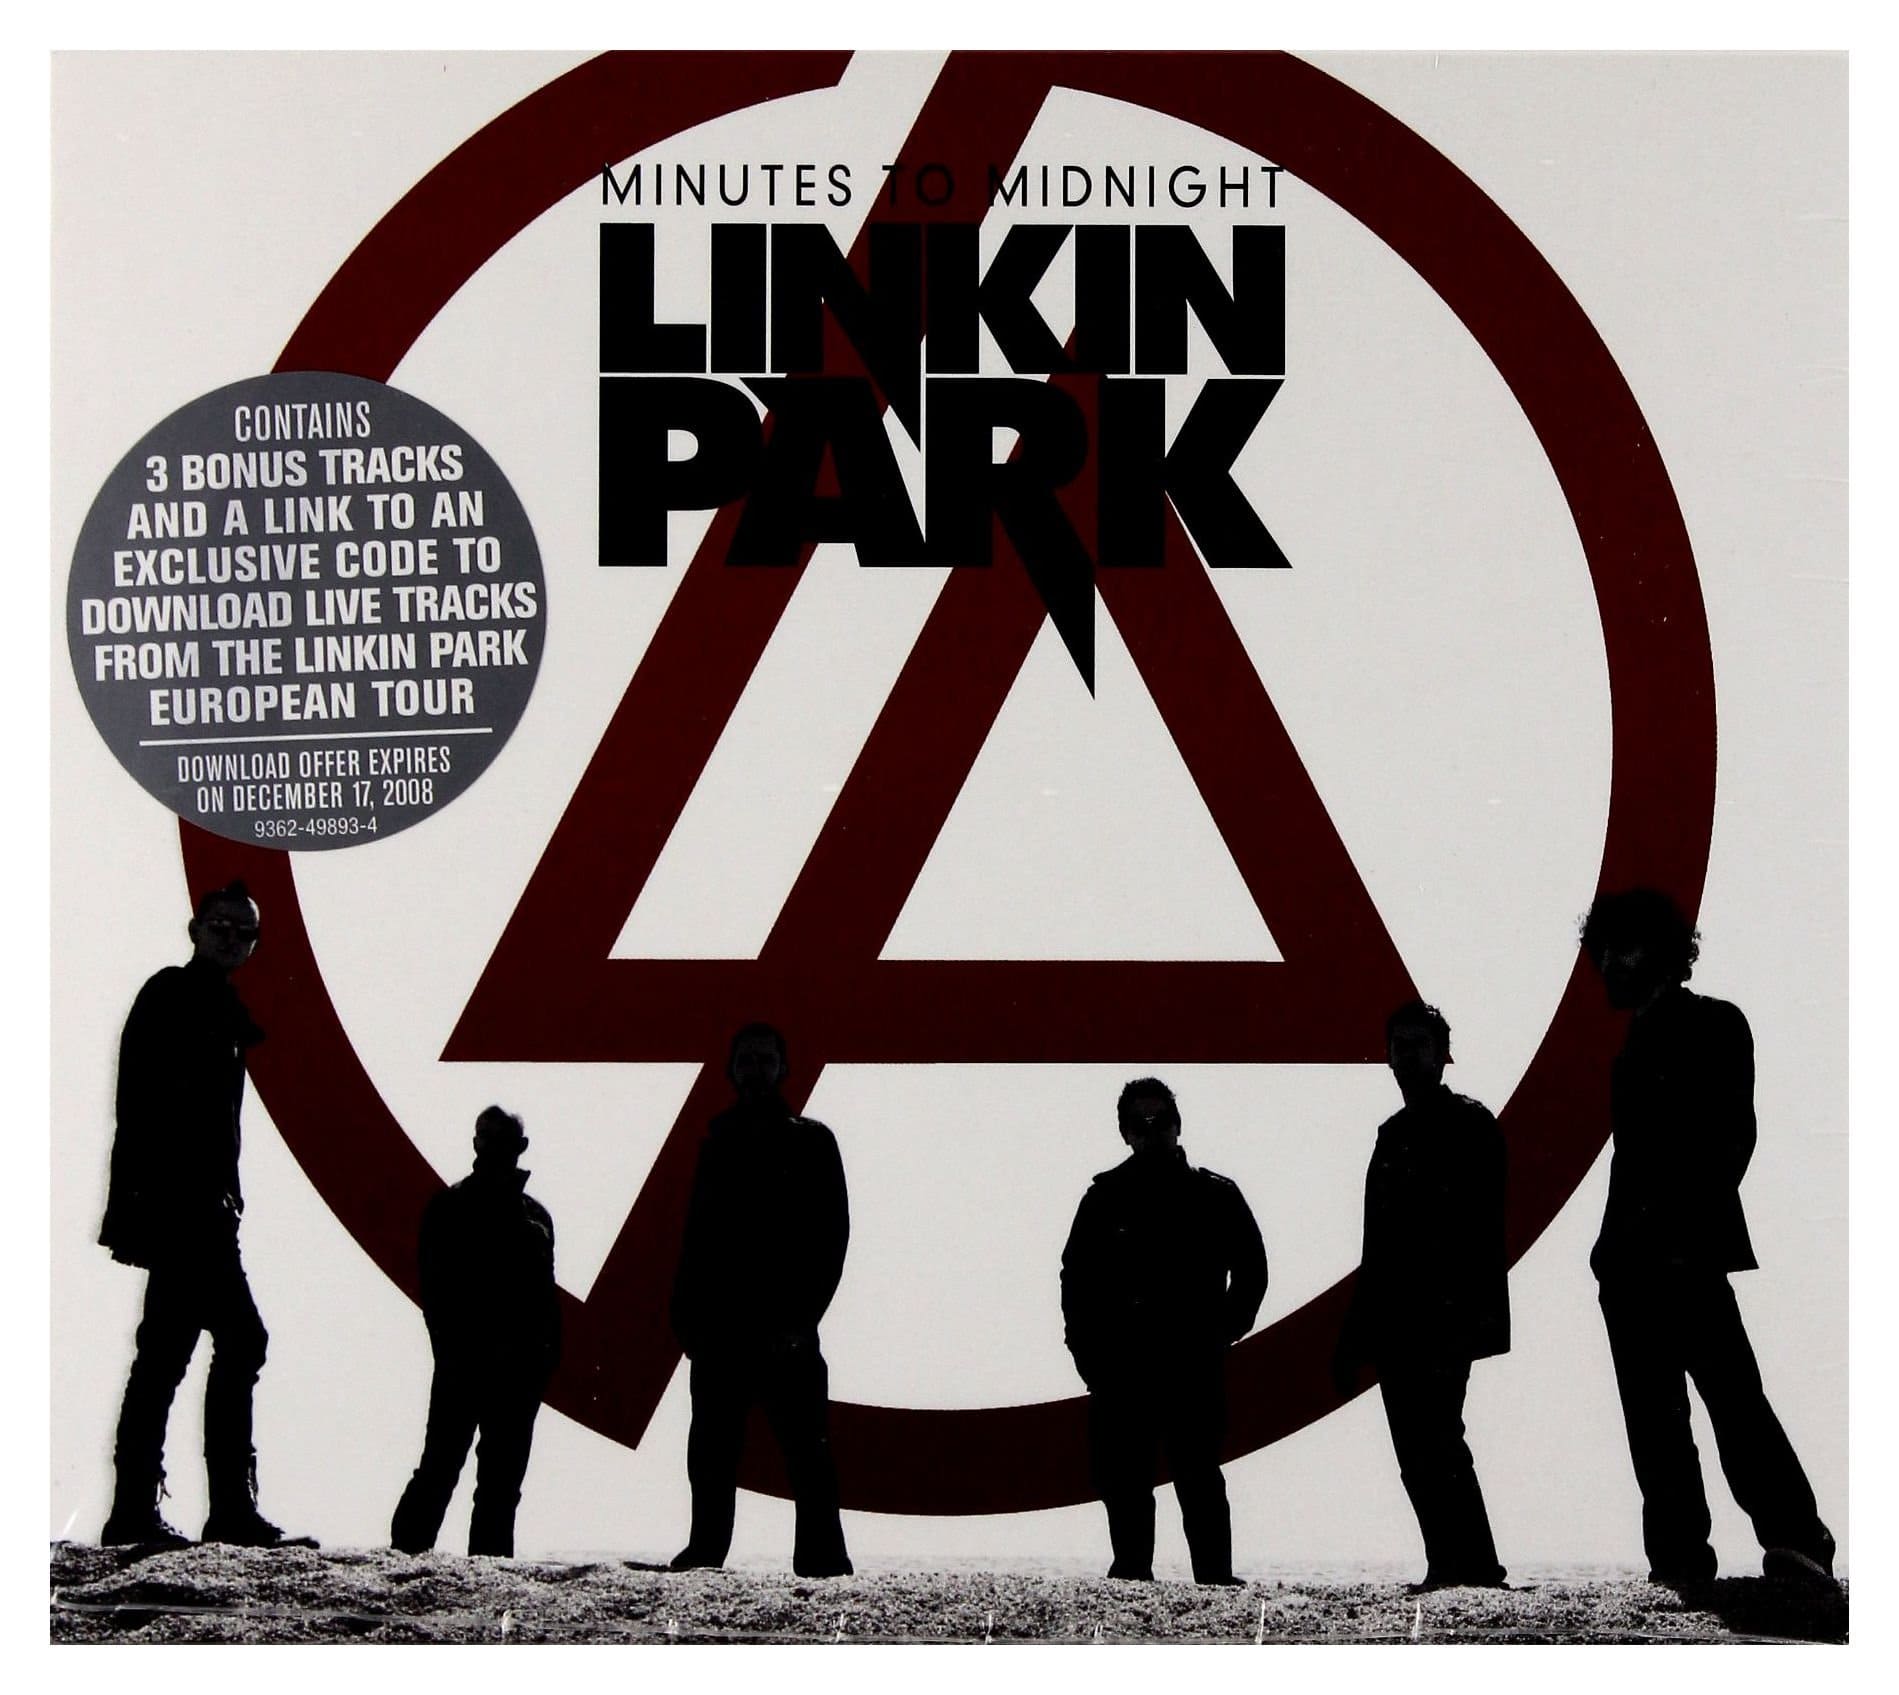 MINUTES TO MIDNIGHT
LINKIN
PARK
CONTAINS
3 BONUS TRACKS
AND A LINK TO AN
EXCLUSIVE CODE TO
DOWNLOAD LIVE TRACKS
FROM THE LINKIN PARK
EUROPEAN TOUR
DOWNLOAD OFFER EXPIRES
ON DECEMBER 17, 2008
9362-49893-4